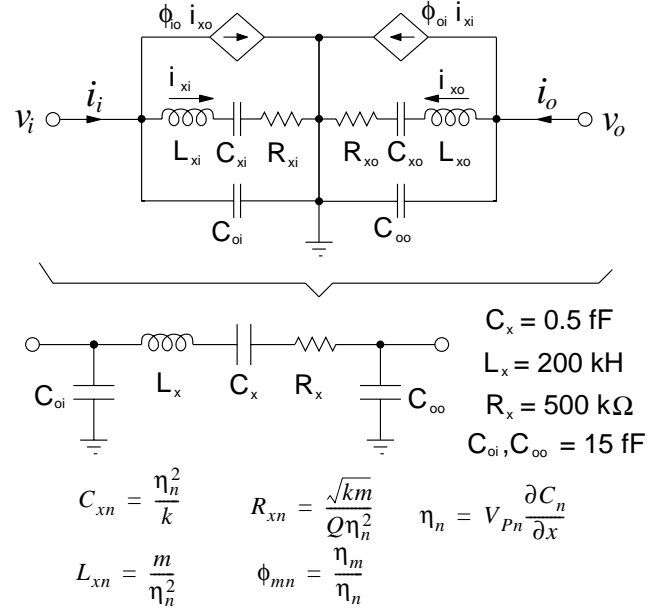 ϕio ixo
ϕoi ixi
ixi
ixo
vi
ii
io
vo
Lxi
Cxi
Rxi
Rxo
Cxo
Lxo
Coi
Coo
Coi
Lx
Cx
Rx
Coo
Cx = 0.5 fF
Lx = 200 kH
Rx = 500 kΩ
Coi,Coo = 15 fF
Cxn = ηn²/k
Rxn = √km/Qηn²
ηn = VPn ∂Cn/∂x
Lxn = m/ηn²
ϕmn = ηm/ηn